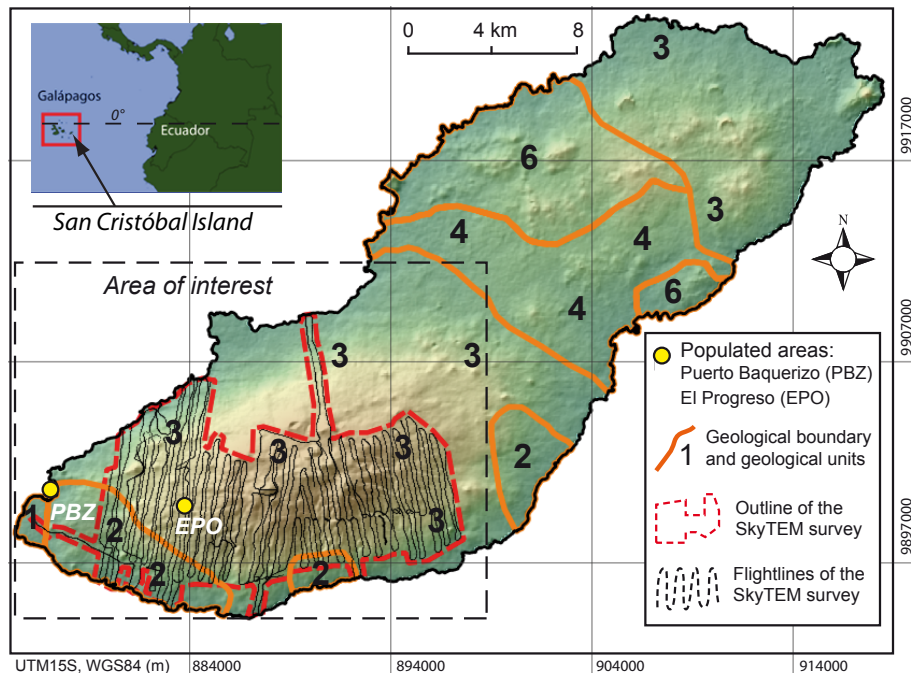 0 4 km 8
3
Galápagos
0°
Ecuador
San Cristóbal Island
6
3
4
4
6
4
N
Area of interest
3
3
3
3
3
2
3
PBZ
EPO
1
2
2
2
Populated areas:
Puerto Baquerizo (PBZ)
El Progreso (EPO)
1 Geological boundary
and geological units
Outline of the
SkyTEM survey
Flightlines of the
SkyTEM survey
9917000
9907000
9897000
UTM15S, WGS84 (m)
884000
894000
904000
914000